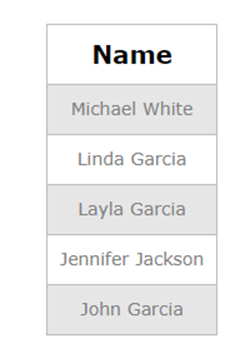 Name
Michael White
Linda Garcia
Layla Garcia
Jennifer Jackson
John Garcia